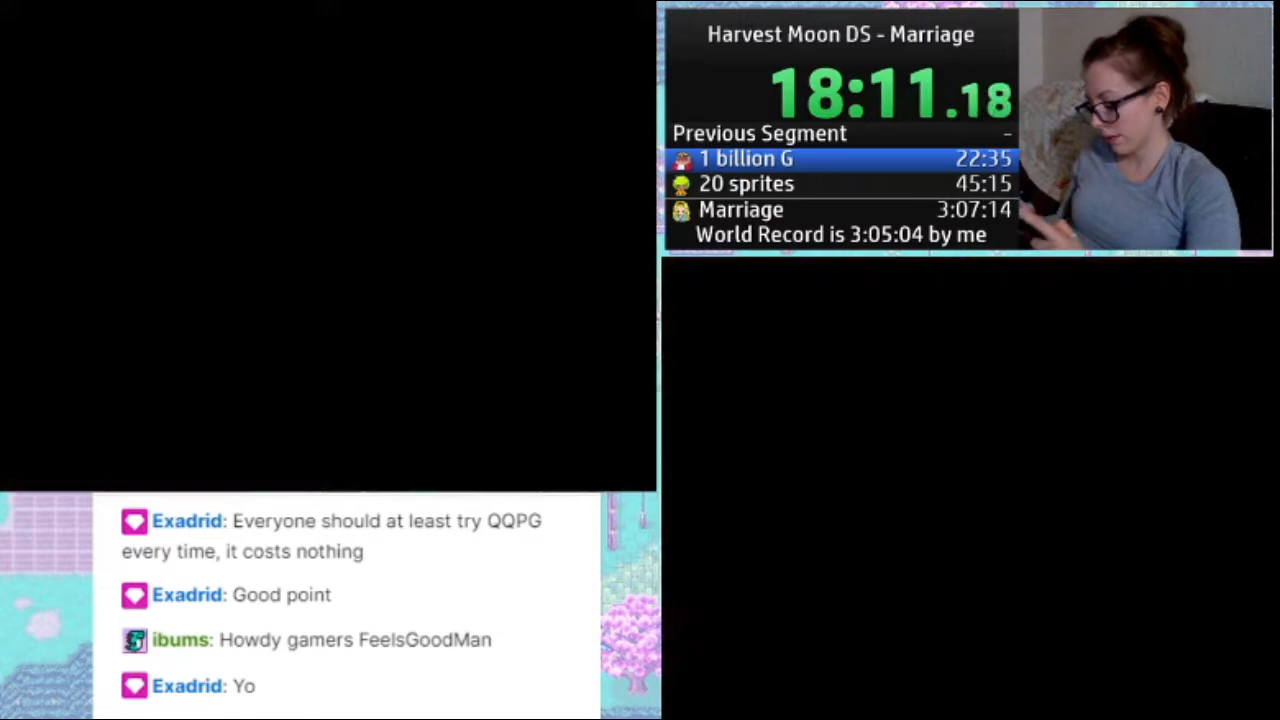 Harvest Moon DS - Marriage
18:11.18
Previous Segment -
1 billion G 22:35
20 sprites 45:15
Marriage 3:07:14
World Record is 3:05:04 by me
Exadrid: Everyone should at least try QQPG
every time, it costs nothing
Exadrid: Good point
ibums: Howdy gamers FeelsGoodMan
Exadrid: Yo